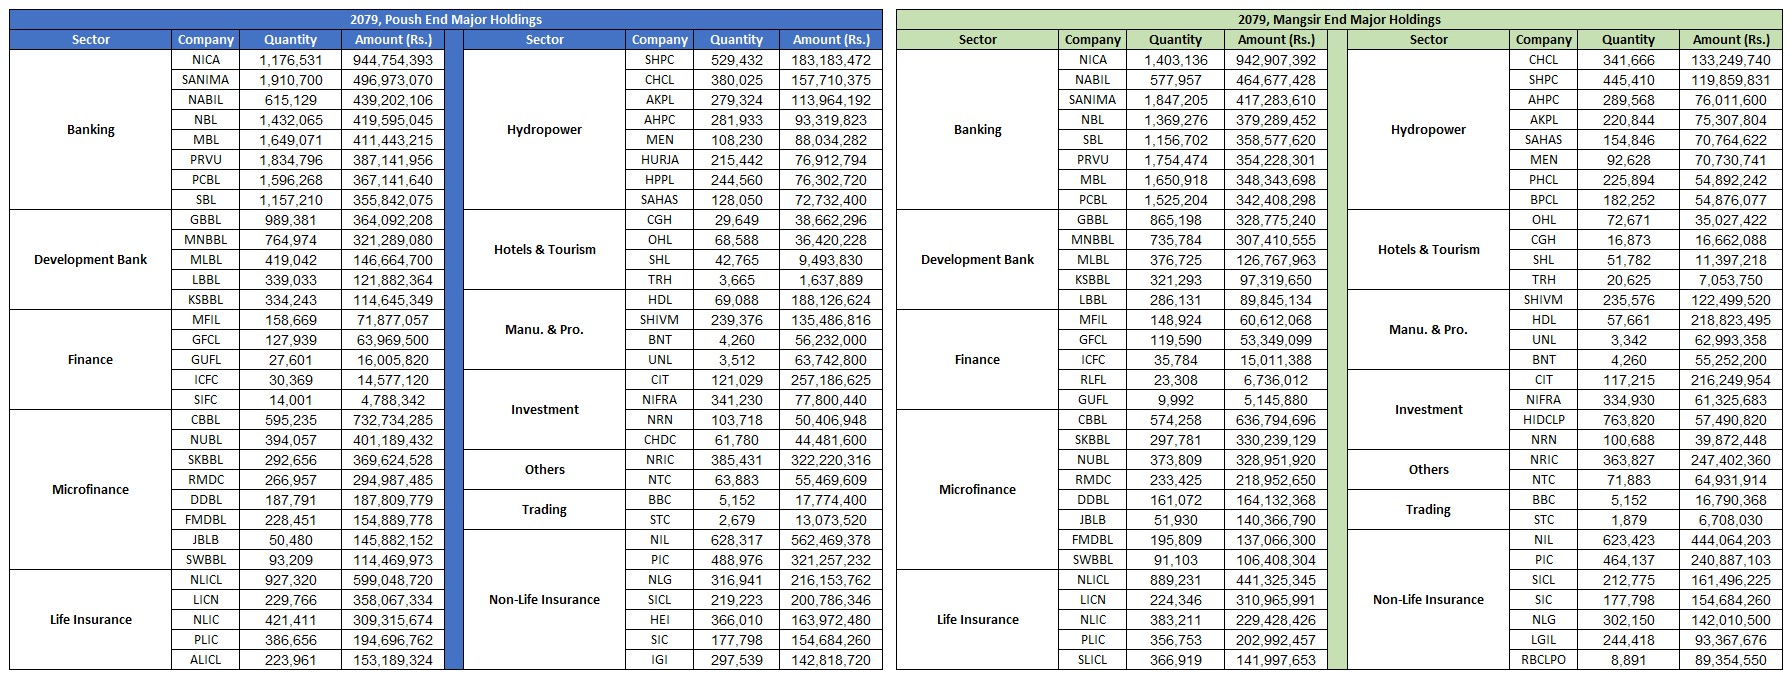 2079, Poush End Major Holdings
Sector Company Quantity Amount (Rs.) Sector Company Quantity Amount (Rs.)
Banking NICA 1,176,531 944,754,393 Hydropower SHPC 529,432 183,183,472
SANIMA 1,910,700 496,973,070 CHCL 380,025 157,710,375
NABIL 615,129 439,202,106 AKPL 279,324 113,964,192
NBL 1,432,065 419,595,045 AHPC 281,933 93,319,823
MBL 1,649,071 411,443,215 MEN 108,230 88,034,282
PRVU 1,834,796 387,141,956 HURJA 215,442 76,912,794
PCBL 1,596,268 367,141,640 HPPL 244,560 76,302,720
SBL 1,157,210 355,842,075 SAHAS 128,050 72,732,400
Development Bank GBBL 989,381 364,092,208 Hotels & Tourism CGH 29,649 38,662,296
MNBBL 764,974 321,289,080 OHL 68,588 36,420,228
MLBL 419,042 146,664,700 SHL 42,765 9,493,830
LBBL 339,033 121,882,364 TRH 3,665 1,637,889
KSBBL 334,243 114,645,349 Manu. & Pro. HDL 69,088 188,126,624
Finance MFIL 158,669 71,877,057 SHIVM 239,376 135,486,816
GFCL 127,939 63,969,500 BNT 4,260 56,232,000
GUFL 27,601 16,005,820 UNL 3,512 63,742,800
ICFC 30,369 14,577,120 Investment CIT 121,029 257,186,625
SIFC 14,001 4,788,342 NIFRA 341,230 77,800,440
Microfinance CBBL 595,235 732,734,285 NRN 103,718 50,406,948
NUBL 394,057 401,189,432 CHDC 61,780 44,481,600
SKBBL 292,656 369,624,528 Others NRIC 385,431 322,220,316
RMDC 266,957 294,987,485 NTC 63,883 55,469,609
DDBL 187,791 187,809,779 Trading BBC 5,152 17,774,400
FMDBL 228,451 154,889,778 STC 2,679 13,073,520
JBLB 50,480 145,882,152 Non-Life Insurance NIL 628,317 562,469,378
SWBBL 93,209 114,469,973 PIC 488,976 321,257,232
Life Insurance NLICL 927,320 599,048,720 NLG 316,941 216,153,762
LICN 229,766 358,067,334 SICL 219,223 200,786,346
NLIC 421,411 309,315,674 HEI 366,010 163,972,480
PLIC 386,656 194,696,762 SIC 177,798 154,684,260
ALICL 223,961 153,189,324 IGI 297,539 142,818,720
2079, Mangsir End Major Holdings
Sector Company Quantity Amount (Rs.) Sector Company Quantity Amount (Rs.)
Banking NICA 1,403,136 942,907,392 Hydropower CHCL 341,666 133,249,740
NABIL 577,957 464,677,428 SHPC 445,410 119,859,831
SANIMA 1,847,205 417,283,610 AHPC 289,568 76,011,600
NBL 1,369,276 379,289,452 AKPL 220,844 75,307,804
SBL 1,156,702 358,577,620 SAHAS 154,846 70,764,622
PRVU 1,754,474 354,228,301 MEN 92,628 70,730,741
MBL 1,650,918 348,343,698 PHCL 225,894 54,892,242
PCBL 1,525,204 342,408,298 BPCL 182,252 54,876,077
Development Bank GBBL 865,198 328,775,240 Hotels & Tourism OHL 72,671 35,027,422
MNBBL 735,784 307,410,555 CGH 16,873 16,662,088
MLBL 376,725 126,767,963 SHL 51,782 11,397,218
KSBBL 321,293 97,319,650 TRH 20,625 7,053,750
LBBL 286,131 89,845,134 Manu. & Pro. SHIVM 235,576 122,499,520
Finance MFIL 148,924 60,612,068 HDL 57,661 218,823,495
GFCL 119,590 53,349,099 UNL 3,342 62,993,358
ICFC 35,784 15,011,388 BNT 4,260 55,252,200
RLFL 23,308 6,736,012 Investment CIT 117,215 216,249,954
GUFL 9,992 5,145,880 NIFRA 334,930 61,325,683
Microfinance CBBL 574,258 636,794,696 HIDCLP 763,820 57,490,820
SKBBL 297,781 330,239,129 NRN 100,688 39,872,448
NUBL 373,809 328,951,920 Others NRIC 363,827 247,402,360
RMDC 233,425 218,952,650 NTC 71,883 64,931,914
DDBL 161,072 164,132,368 Trading BBC 5,152 16,790,368
JBLB 51,930 140,366,790 STC 1,879 6,708,030
FMDBL 195,809 137,066,300 Non-Life Insurance NIL 623,423 444,064,203
SWBBL 91,103 106,408,304 PIC 464,137 240,887,103
Life Insurance NLICL 889,231 441,325,345 SICL 212,775 161,496,225
LICN 224,346 310,965,991 SIC 177,798 154,684,260
NLIC 383,211 229,428,426 NLG 302,150 142,010,500
PLIC 356,753 202,992,457 LGIL 244,418 93,367,676
SLICL 366,919 141,997,653 RBCLPO 8,891 89,354,550